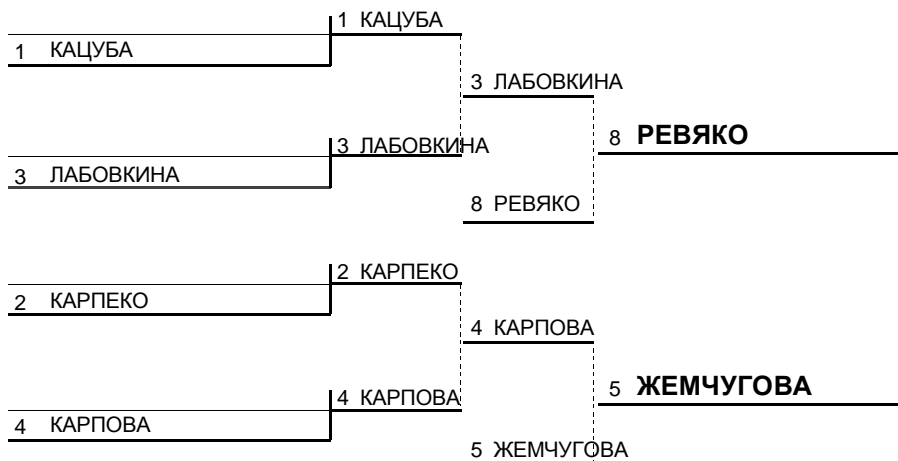 1 КАЦУБА
1 КАЦУБА
3 ЛАБОВКИНА
3 ЛАБОВКИНА
8 РЕВЯКО
3 ЛАБОВКИНА
8 РЕВЯКО
2 КАРПЕКО
2 КАРПЕКО
4 КАРПОВА
4 КАРПОВА
5 ЖЕМЧУГОВА
4 КАРПОВА
5 ЖЕМЧУГОВА